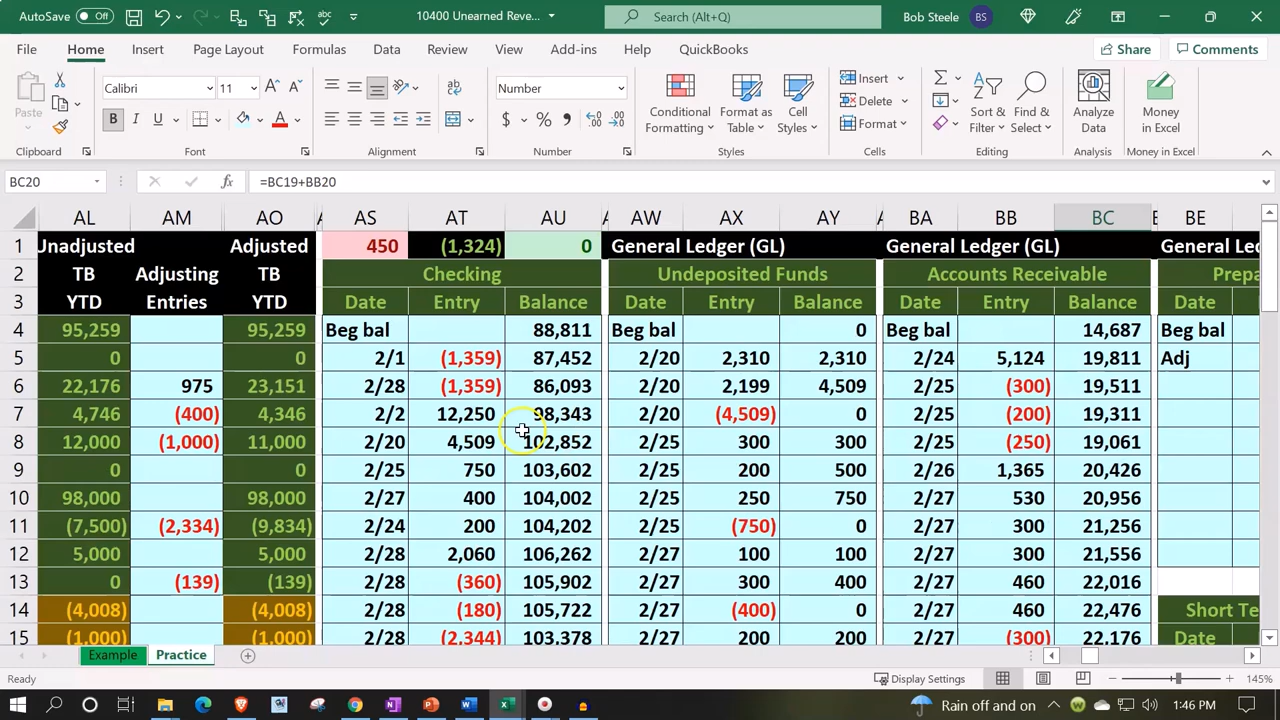 AutoSave Off 10400 Unearned Reve... Search (Alt+Q) Bob Steele BS
File Home Insert Page Layout Formulas Data Review View Add-ins Help QuickBooks Share Comments
Paste Calibri 11 Number Conditional Formatting Format as Table Cell Styles Insert Delete Format Sort & Filter Find & Select Analyze Data Money in Excel
Clipboard Font Alignment Number Styles Cells Editing Analysis Money in Excel
BC20 =BC19+BB20
AL AM AO AS AT AU AW AX AY BA BB BC BE
1 Unadjusted Adjusted 450 (1,324) 0 General Ledger (GL) General Ledger (GL) General Led
2 TB Adjusting TB Checking Undeposited Funds Accounts Receivable Prepa
3 YTD Entries YTD Date Entry Balance Date Entry Balance Date Entry Balance Date
4 95,259 95,259 Beg bal 88,811 Beg bal 0 Beg bal 14,687 Beg bal
5 0 0 2/1 (1,359) 87,452 2/20 2,310 2,310 2/24 5,124 19,811 Adj
6 22,176 975 23,151 2/28 (1,359) 86,093 2/20 2,199 4,509 2/25 (300) 19,511
7 4,746 (400) 4,346 2/2 12,250 98,343 2/20 (4,509) 0 2/25 (200) 19,311
8 12,000 (1,000) 11,000 2/20 4,509 102,852 2/25 300 300 2/25 (250) 19,061
9 0 0 2/25 750 103,602 2/25 200 500 2/26 1,365 20,426
10 98,000 98,000 2/27 400 104,002 2/25 250 750 2/27 530 20,956
11 (7,500) (2,334) (9,834) 2/24 200 104,202 2/25 (750) 0 2/27 300 21,256
12 5,000 5,000 2/28 2,060 106,262 2/27 100 100 2/27 300 21,556
13 0 (139) (139) 2/28 (360) 105,902 2/27 300 400 2/27 460 22,016
14 (4,008) (4,008) 2/28 (180) 105,722 2/27 (400) 0 2/27 460 22,476 Short Te
15 (1,000) (1,000) 2/28 (2,344) 103,378 2/27 200 200 2/27 (300) 22,176 Date
Example Practice
Ready Display Settings 145%
Rain off and on 1:46 PM